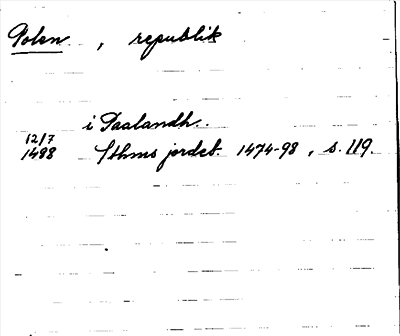 Polen , republik
i Paalandh.
12/7
1488 Sthms jordeb. 1474-98 , s. 119.